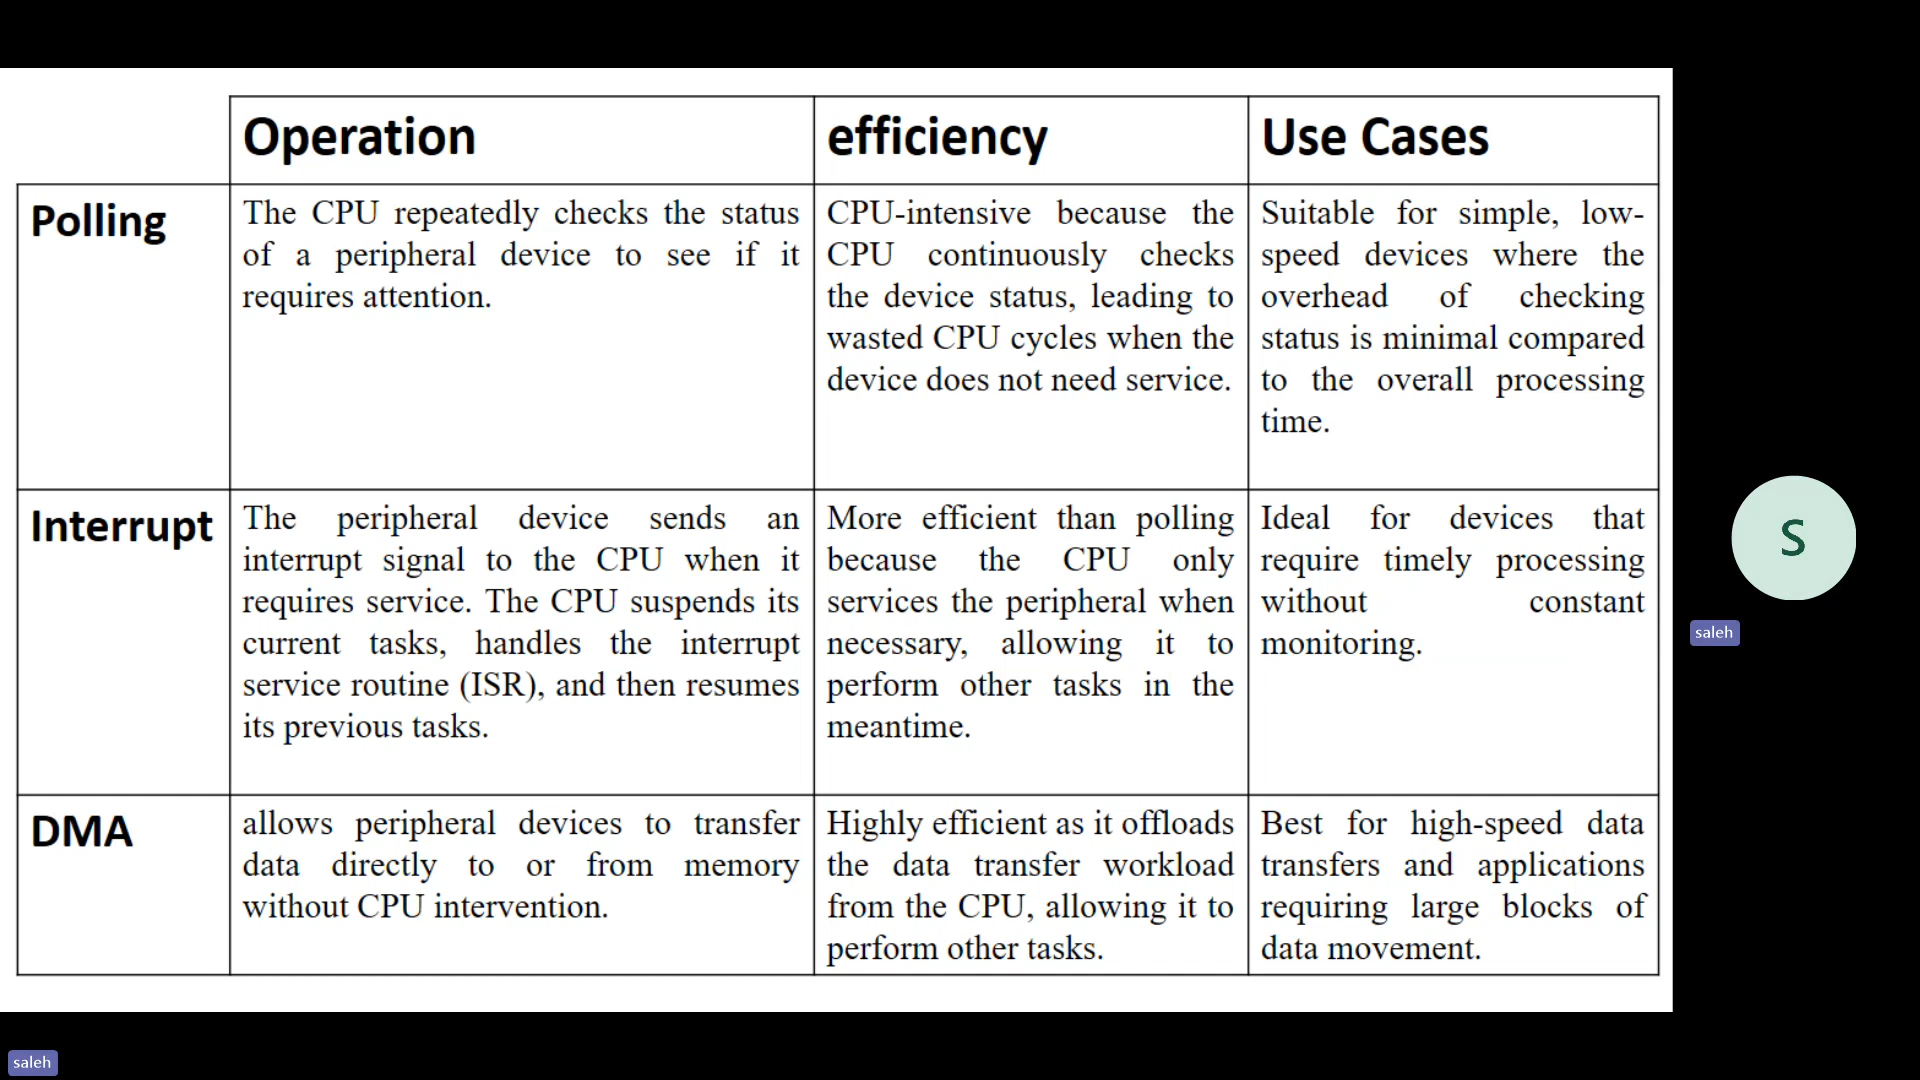 Operation
efficiency
Use Cases
Polling
The CPU repeatedly checks the status
of a peripheral device to see if it
requires attention.
CPU-intensive because the
CPU continuously checks
the device status, leading to
wasted CPU cycles when the
device does not need service.
Suitable for simple, low-
speed devices where the
overhead of checking
status is minimal compared
to the overall processing
time.
Interrupt
The peripheral device sends an
interrupt signal to the CPU when it
requires service. The CPU suspends its
current tasks, handles the interrupt
service routine (ISR), and then resumes
its previous tasks.
More efficient than polling
because the CPU only
services the peripheral when
necessary, allowing it to
perform other tasks in the
meantime.
Ideal for devices that
require timely processing
without constant
monitoring.
DMA
allows peripheral devices to transfer
data directly to or from memory
without CPU intervention.
Highly efficient as it offloads
the data transfer workload
from the CPU, allowing it to
perform other tasks.
Best for high-speed data
transfers and applications
requiring large blocks of
data movement.
S
saleh
saleh